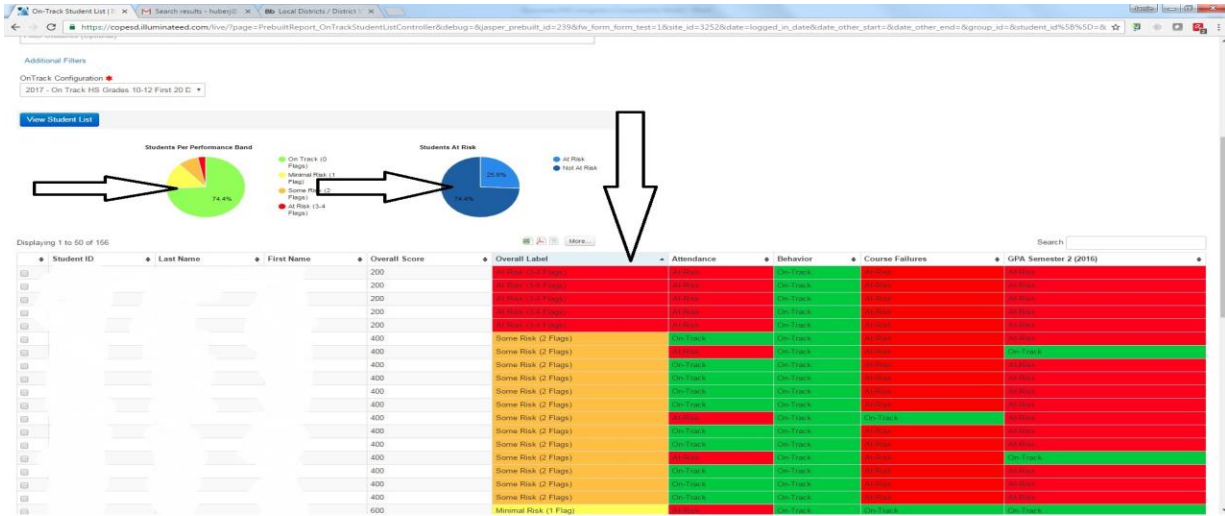 On-Track Student List |
Search results - huberj@
Bb Local Districts / District
https://copesd.illuminateed.com/live/?page=PrebuiltReport_OnTrackStudentListController&debug=&jasper_prebuilt_id=239&fw_form_form_test=1&site_id=3252&date=logged_in_date&date_other_start=&date_other_end=&group_id=&student_id%5B%5D=&
Additional Filters
OnTrack Configuration
2017 - On Track HS Grades 10-12 First 20 D
View Student List
Students Per Performance Band
74.4%
On Track (0
Flags)
Minimal Risk (1
Flag)
Some Risk (2
Flags)
At Risk (3-4
Flags)
Students At Risk
25.6%
74.4%
At Risk
Not At Risk
Displaying 1 to 50 of 156
More...
Search
Student ID Last Name First Name Overall Score Overall Label Attendance Behavior Course Failures GPA Semester 2 (2016)
200 At Risk (3-4 Flags) At-Risk On-Track At-Risk At-Risk
200 At Risk (3-4 Flags) At-Risk On-Track At-Risk At-Risk
200 At Risk (3-4 Flags) At-Risk On-Track At-Risk At-Risk
200 At Risk (3-4 Flags) At-Risk On-Track At-Risk At-Risk
200 At Risk (3-4 Flags) At-Risk On-Track At-Risk At-Risk
400 Some Risk (2 Flags) On-Track On-Track At-Risk At-Risk
400 Some Risk (2 Flags) At-Risk On-Track At-Risk On-Track
400 Some Risk (2 Flags) On-Track On-Track At-Risk At-Risk
400 Some Risk (2 Flags) On-Track On-Track At-Risk At-Risk
400 Some Risk (2 Flags) On-Track On-Track At-Risk At-Risk
400 Some Risk (2 Flags) On-Track On-Track At-Risk At-Risk
400 Some Risk (2 Flags) At-Risk On-Track On-Track At-Risk
400 Some Risk (2 Flags) On-Track On-Track At-Risk At-Risk
400 Some Risk (2 Flags) On-Track On-Track At-Risk At-Risk
400 Some Risk (2 Flags) At-Risk On-Track At-Risk On-Track
400 Some Risk (2 Flags) On-Track On-Track At-Risk At-Risk
400 Some Risk (2 Flags) On-Track On-Track At-Risk At-Risk
400 Some Risk (2 Flags) On-Track On-Track At-Risk At-Risk
600 Minimal Risk (1 Flag) At-Risk On-Track On-Track On-Track